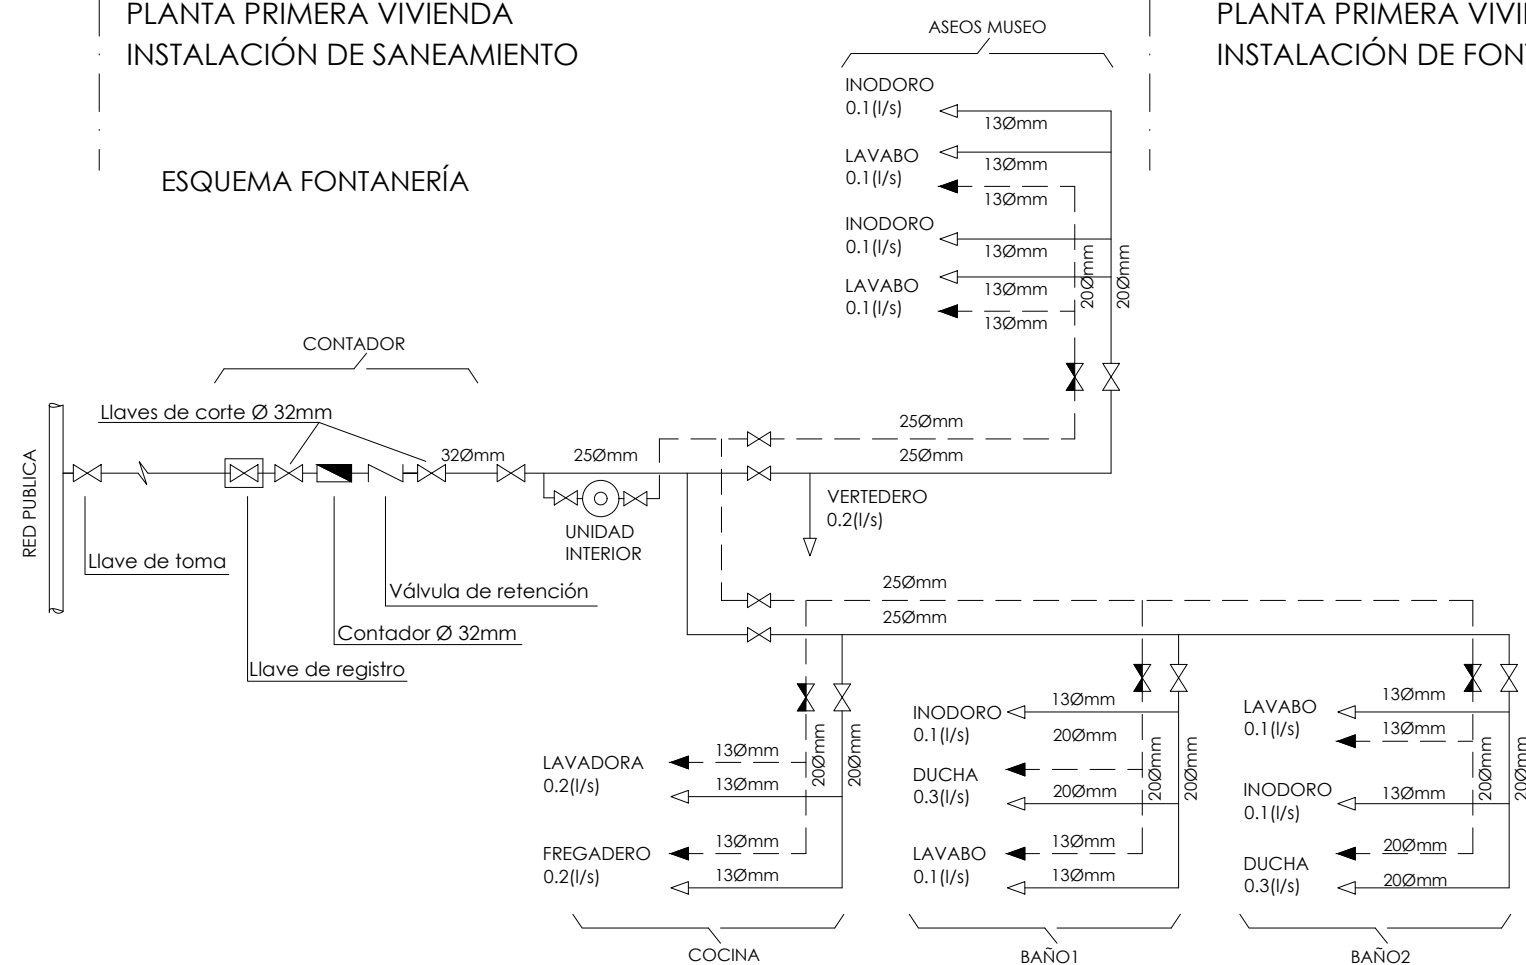 PLANTA PRIMERA VIVIENDA
INSTALACIÓN DE SANEAMIENTO
PLANTA PRIMERA VIVI
INSTALACIÓN DE FON
ESQUEMA FONTANERÍA
ASEOS MUSEO
INODORO
0.1(l/s)
13Ømm
LAVABO
0.1(l/s)
13Ømm
13Ømm
INODORO
0.1(l/s)
13Ømm
LAVABO
0.1(l/s)
13Ømm
13Ømm
20Ømm
20Ømm
CONTADOR
Llaves de corte Ø 32mm
RED PUBLICA
32Ømm
25Ømm
25Ømm
25Ømm
VERTEDERO
0.2(l/s)
UNIDAD
INTERIOR
Llave de toma
Válvula de retención
Contador Ø 32mm
Llave de registro
25Ømm
25Ømm
LAVADORA
0.2(l/s)
13Ømm
13Ømm
FREGADERO
0.2(l/s)
13Ømm
13Ømm
20Ømm
20Ømm
COCINA
INODORO
0.1(l/s)
13Ømm
20Ømm
DUCHA
0.3(l/s)
20Ømm
LAVABO
0.1(l/s)
13Ømm
13Ømm
20Ømm
20Ømm
BAÑO1
LAVABO
0.1(l/s)
13Ømm
13Ømm
INODORO
0.1(l/s)
13Ømm
DUCHA
0.3(l/s)
20Ømm
20Ømm
20Ømm
20Ømm
BAÑO2